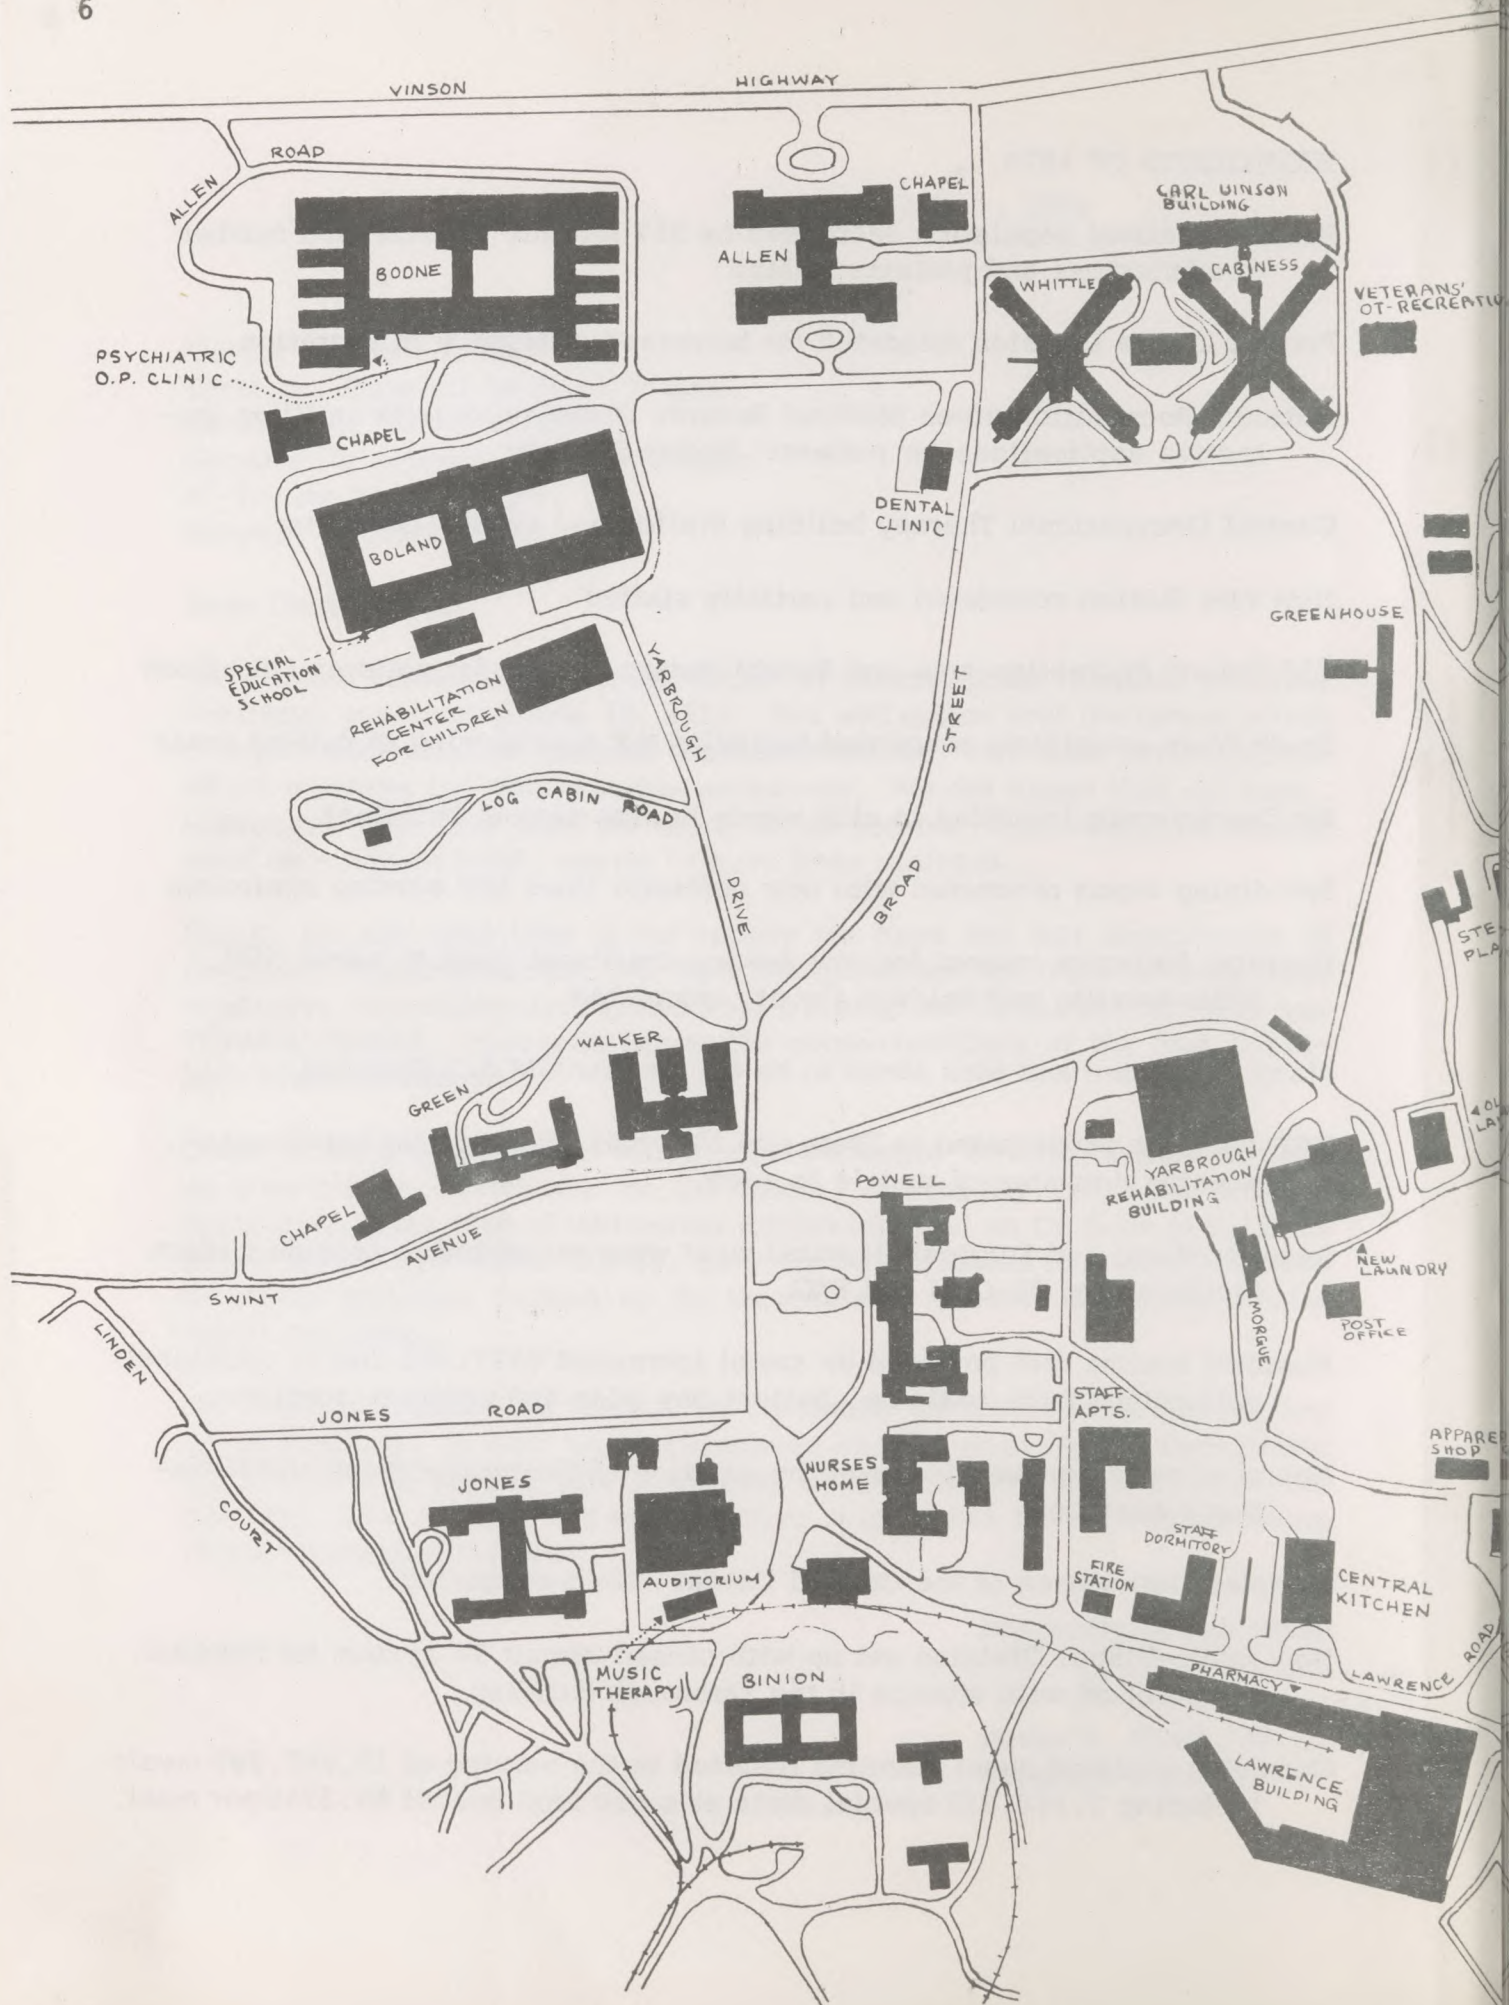 6
VINSON HIGHWAY
ALLEN ROAD
CHAPEL
CARL VINSON
BUILDING
BOONE
ALLEN
WHITTLE
CABINESS
VETERANS'
OT-RECREATIO
PSYCHIATRIC
O.P. CLINIC
CHAPEL
DENTAL
CLINIC
BOLAND
GREENHOUSE
SPECIAL
EDUCATION
SCHOOL
REHABILITATION
CENTER
FOR CHILDREN
YARBROUGH DRIVE
BROAD STREET
LOG CABIN ROAD
STE
PLA
WALKER
GREEN
OL
LA
YARBROUGH
REHABILITATION
BUILDING
POWELL
CHAPEL
SWINT AVENUE
NEW
LAUNDRY
POST
OFFICE
MORGUE
LINDEN COURT
STAFF
APTS.
JONES ROAD
APPARE
SHOP
NURSES
HOME
JONES
STAFF
DORMITORY
FIRE
STATION
CENTRAL
KITCHEN
AUDITORIUM
MUSIC
THERAPY
BINION
PHARMACY
LAWRENCE ROAD
LAWRENCE
BUILDING